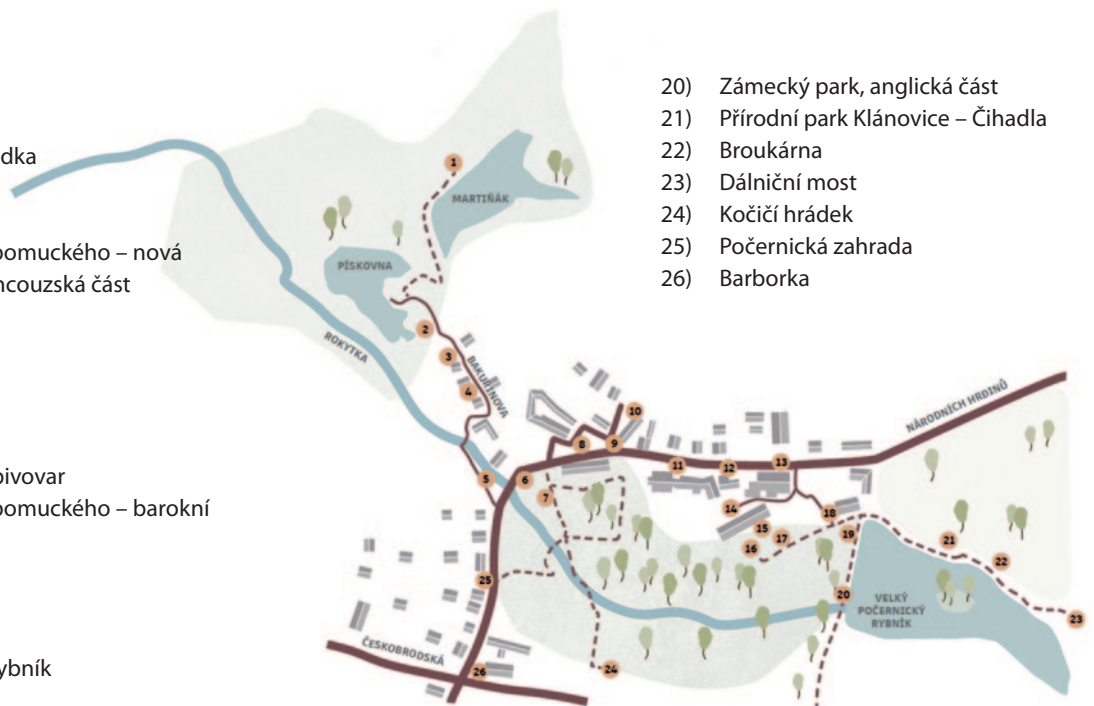 dka
pomuckého – nová
ncouzská část
pivovar
pomuckého – barokní
rybník
20) Zámecký park, anglická část
21) Přírodní park Klánovice – Čihadla
22) Broukárna
23) Dálniční most
24) Kočičí hrádek
25) Počernická zahrada
26) Barborka
1
MARTIŇÁK
PÍSKOVNA
2
ROKYTKA
3
BAKUŘINOVA
4
NÁRODNÍCH HRDINŮ
10
8
9
11
12
13
5
6
7
14
18
15
17
19
16
21
22
25
20
VELKÝ
POČERNICKÝ
RYBNÍK
23
ČESKOBRODSKÁ
26
24